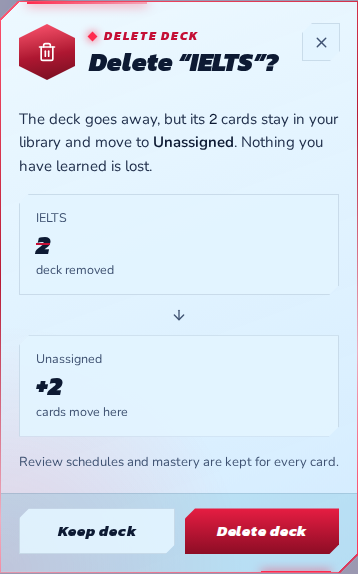 DELETE DECK
Delete “IELTS”?
The deck goes away, but its 2 cards stay in your
library and move to Unassigned. Nothing you
have learned is lost.
IELTS
2
deck removed
↓
Unassigned
+2
cards move here
Review schedules and mastery are kept for every card.
Keep deck
Delete deck